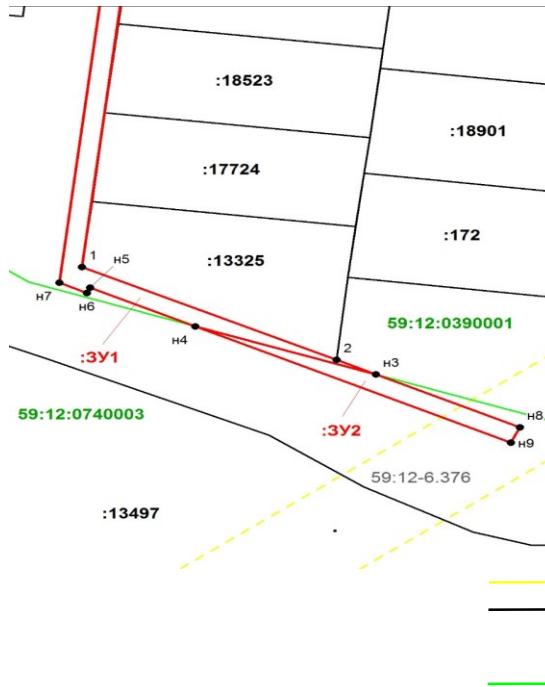 :18523
:18901
:17724
:172
:13325
1
н5
н7
н6
59:12:0390001
н4
2
н3
:ЗУ1
н8
59:12:0740003
:ЗУ2
н9
59:12-6.376
:13497